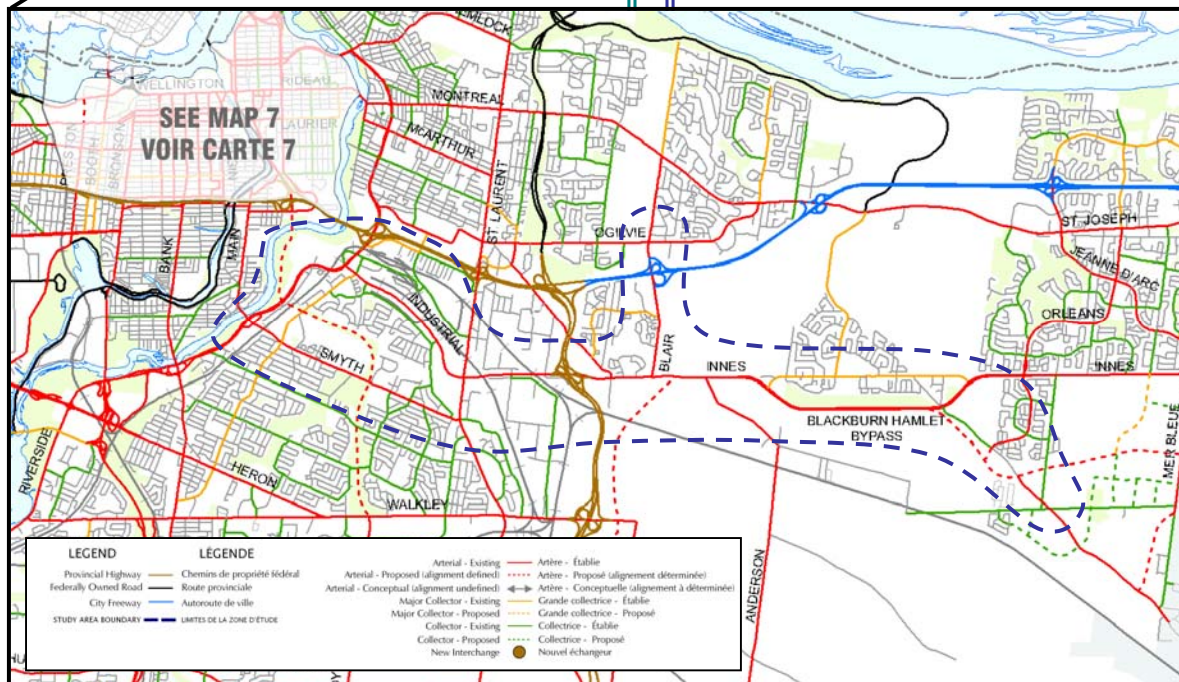 HEMLOCK
WELLINGTON
RIDEAU
SEE MAP 7
VOIR CARTE 7
LAURIER
BOOTH
BRONSON
MONTREAL
McARTHUR
ST. LAURENT
OGILVIE
ST. JOSEPH
JEANNE D'ARC
ORLEANS
BANK
MAIN
INDUSTRIAL
SMYTH
BLAIR
INNES
INNES
BLACKBURN HAMLET
BYPASS
MER BLEUE
RIVERSIDE
HERON
WALKLEY
ANDERSON
LEGEND
LÉGENDE
Provincial Highway
Chemins de propriété fédéral
Federally Owned Road
Route provinciale
City Freeway
Autoroute de ville
STUDY AREA BOUNDARY
LIMITES DE LA ZONE D'ÉTUDE
Arterial - Existing
Artère - Établie
Arterial - Proposed (alignment defined)
Artère - Proposé (alignement déterminée)
Arterial - Conceptual (alignment undefined)
Artère - Conceptuelle (alignement à déterminée)
Major Collector - Existing
Grande collectrice - Établie
Major Collector - Proposed
Grande collectrice - Proposé
Collector - Existing
Collectrice - Établie
Collector - Proposed
Collectrice - Proposé
New Interchange
Nouvel échangeur